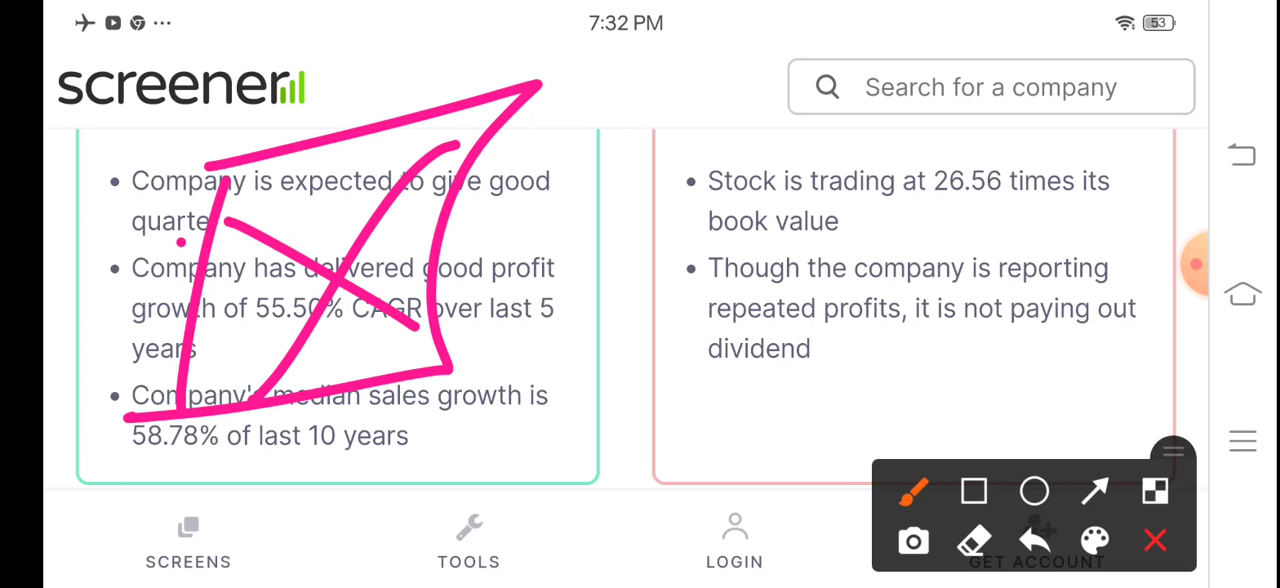 7:32 PM
53
screener
Search for a company
Company is expected to give good
quarter
Company has delivered good profit
growth of 55.50% CAGR over last 5
years
Company's median sales growth is
58.78% of last 10 years
Stock is trading at 26.56 times its
book value
Though the company is reporting
repeated profits, it is not paying out
dividend
SCREENS
TOOLS
LOGIN
GET ACCOUNT